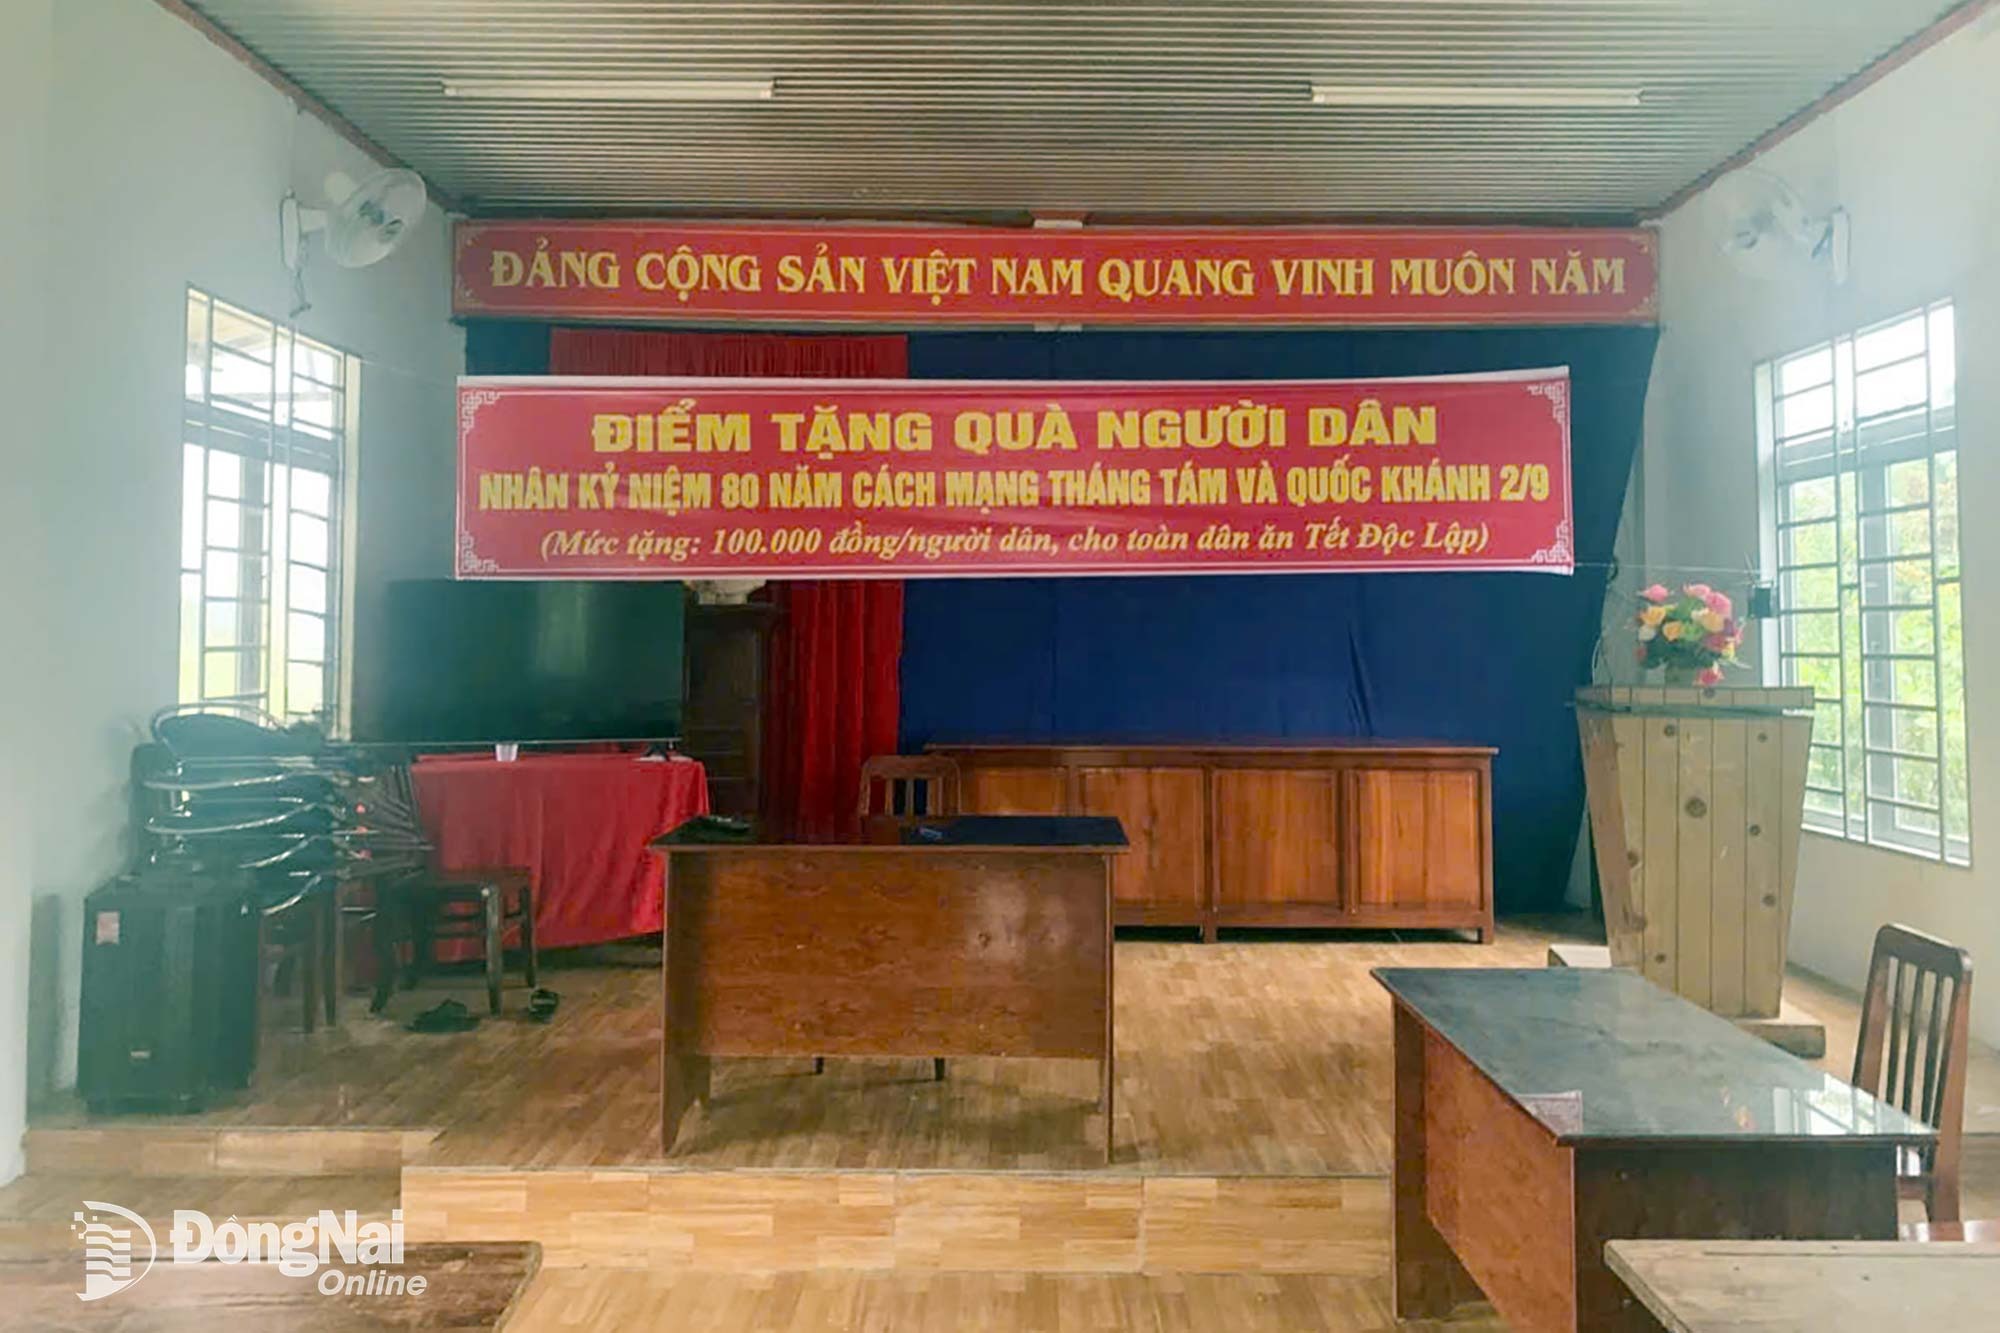 ĐẢNG CỘNG SẢN VIỆT NAM QUANG VINH MUÔN NĂM
ĐIỂM TẶNG QUÀ NGƯỜI DÂN
NHÂN KỶ NIỆM 80 NĂM CÁCH MẠNG THÁNG TÁM VÀ QUỐC KHÁNH 2/9
(Mức tặng: 100.000 đồng/người dân, cho toàn dân ăn Tết Độc Lập)
ĐồngNai
Online